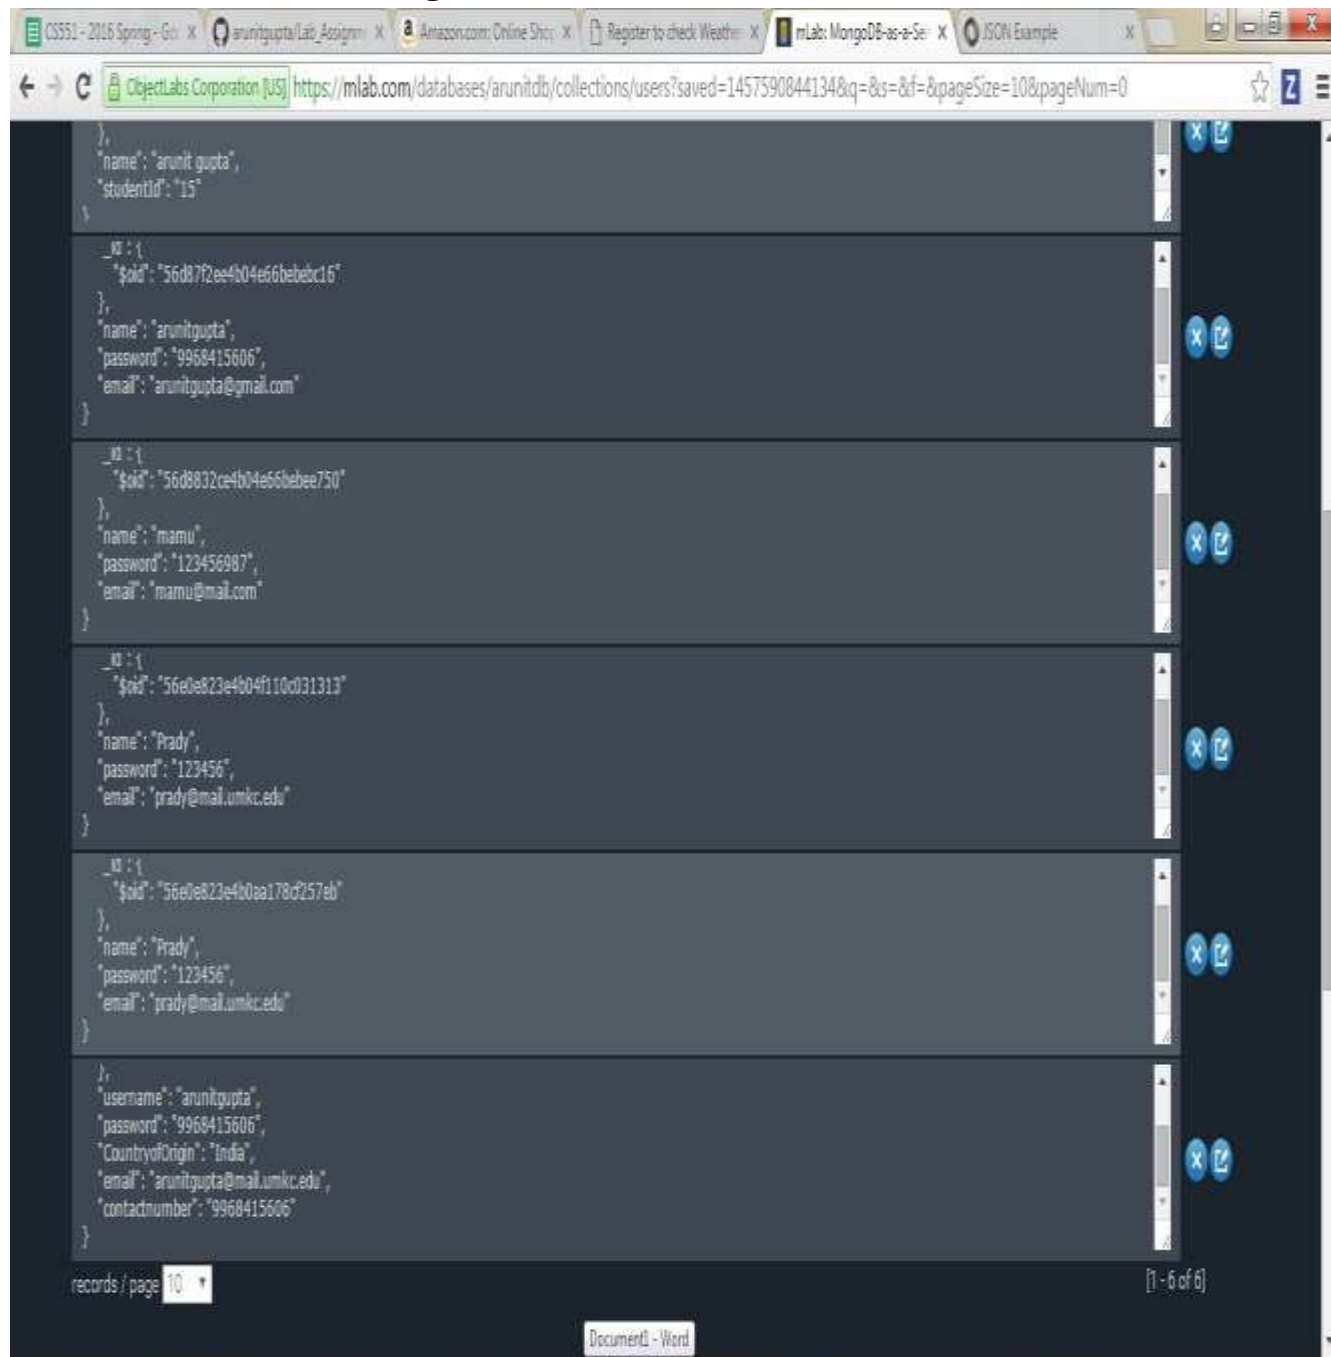 CS551 - 2016 Spring - Go
arunitgupta/Lab_Assignm
Amazon.com: Online Shop
Register to check Weathe
mLab: MongoDB-as-a-Se
JSON Example
ObjectLabs Corporation [US] https://mlab.com/databases/arunitdb/collections/users?saved=1457590844134&q=&s=&f=&pageSize=10&pageNum=0
},
"name": "arunit gupta",
"studentId": "15"
}
_id": {
"$oid": "56d87f2ee4b04e66bebebc16"
},
"name": "arunitgupta",
"password": "9968415606",
"email": "arunitgupta@gmail.com"
}
_id": {
"$oid": "56d8832ce4b04e66bebee750"
},
"name": "mamu",
"password": "123456987",
"email": "mamu@mail.com"
}
_id": {
"$oid": "56e0e823e4b04f110c031313"
},
"name": "Prady",
"password": "123456",
"email": "prady@mail.umkc.edu"
}
_id": {
"$oid": "56e0e823e4b0aa178cf257eb"
},
"name": "Prady",
"password": "123456",
"email": "prady@mail.umkc.edu"
}
},
"username": "arunitgupta",
"password": "9968415606",
"CountryofOrigin": "India",
"email": "arunitgupta@mail.umkc.edu",
"contactnumber": "9968415606"
}
records / page 10
[1 - 6 of 6]
Document1 - Word